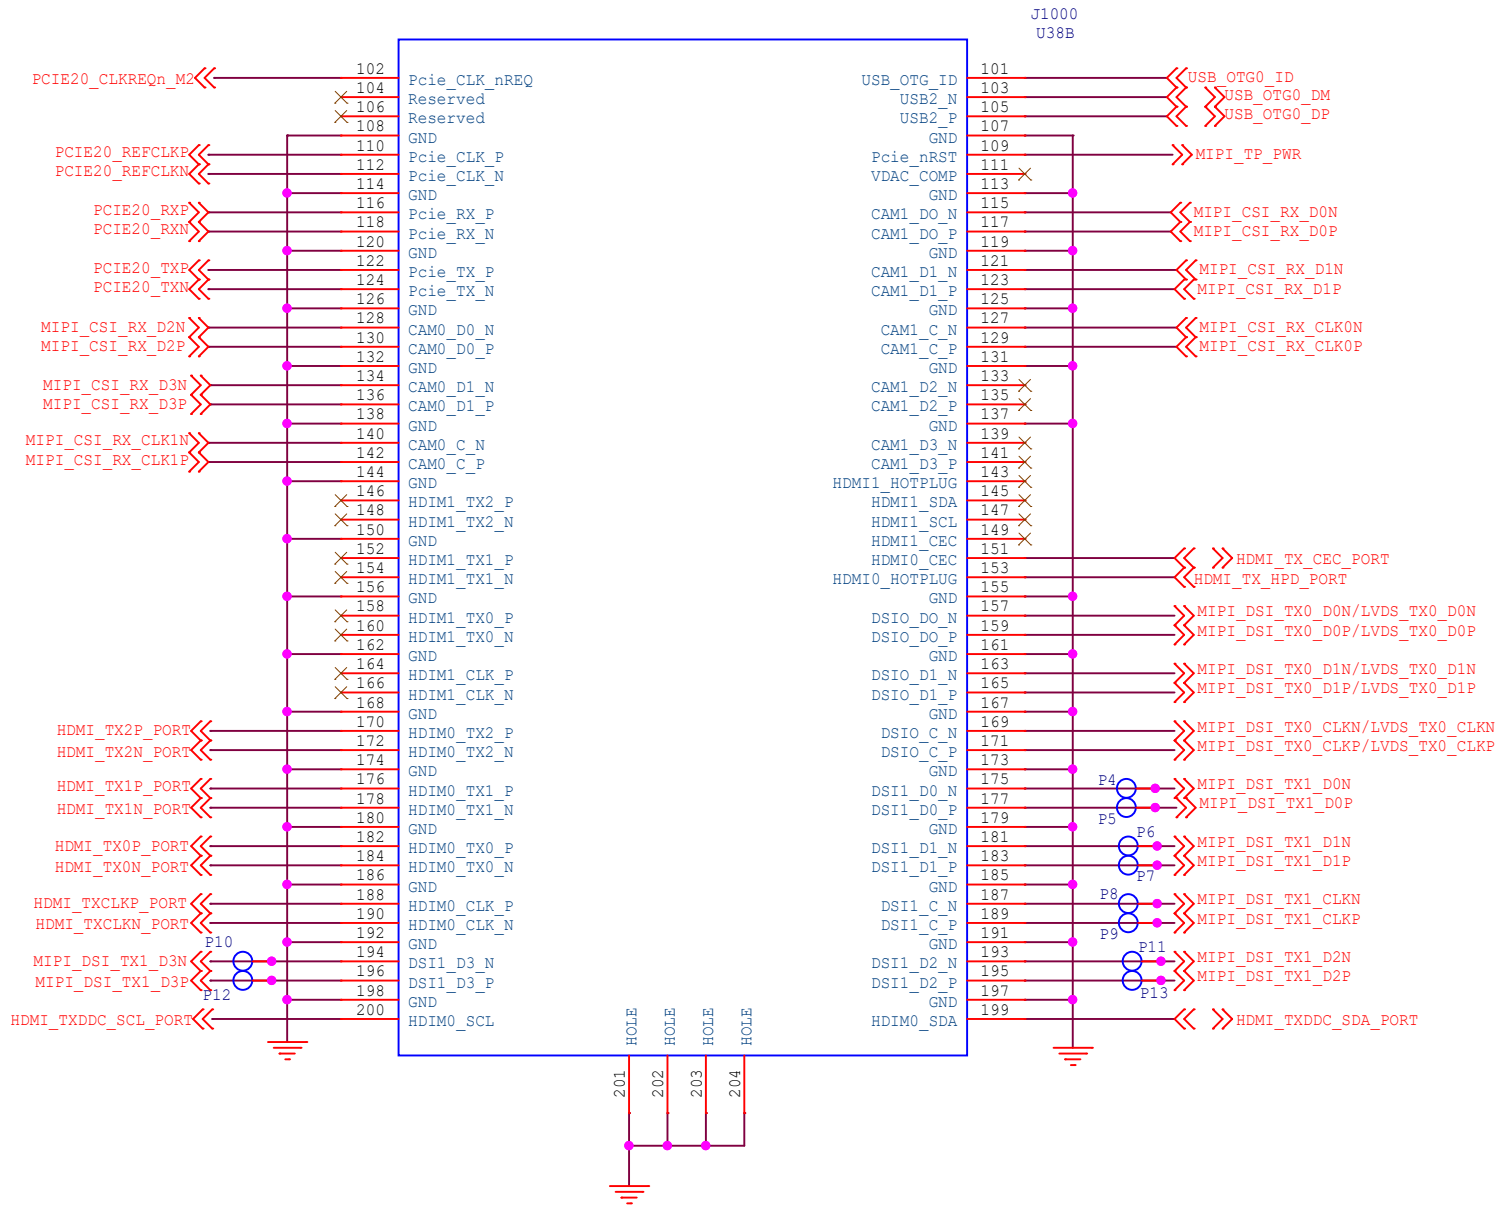 J1000
U38B
PCIE20_CLKREQn_M2 102 Pcie_CLK_nREQ USB_OTG_ID 101 USB_OTG0_ID
104 Reserved USB2_N 103 USB_OTG0_DM
106 Reserved USB2_P 105 USB_OTG0_DP
108 GND GND 107
PCIE20_REFCLKP 110 Pcie_CLK_P Pcie_nRST 109 MIPI_TP_PWR
PCIE20_REFCLKN 112 Pcie_CLK_N VDAC_COMP 111
114 GND GND 113
PCIE20_RXP 116 Pcie_RX_P CAM1_DO_N 115 MIPI_CSI_RX_D0N
PCIE20_RXN 118 Pcie_RX_N CAM1_DO_P 117 MIPI_CSI_RX_D0P
120 GND GND 119
PCIE20_TXP 122 Pcie_TX_P CAM1_D1_N 121 MIPI_CSI_RX_D1N
PCIE20_TXN 124 Pcie_TX_N CAM1_D1_P 123 MIPI_CSI_RX_D1P
126 GND GND 125
MIPI_CSI_RX_D2N 128 CAM0_D0_N CAM1_C_N 127 MIPI_CSI_RX_CLK0N
MIPI_CSI_RX_D2P 130 CAM0_D0_P CAM1_C_P 129 MIPI_CSI_RX_CLK0P
132 GND GND 131
MIPI_CSI_RX_D3N 134 CAM0_D1_N CAM1_D2_N 133
MIPI_CSI_RX_D3P 136 CAM0_D1_P CAM1_D2_P 135
138 GND GND 137
MIPI_CSI_RX_CLK1N 140 CAM0_C_N CAM1_D3_N 139
MIPI_CSI_RX_CLK1P 142 CAM0_C_P CAM1_D3_P 141
144 GND HDMI1_HOTPLUG 143
146 HDIM1_TX2_P HDMI1_SDA 145
148 HDIM1_TX2_N HDMI1_SCL 147
150 GND HDMI1_CEC 149
152 HDIM1_TX1_P HDMI0_CEC 151 HDMI_TX_CEC_PORT
154 HDIM1_TX1_N HDMI0_HOTPLUG 153 HDMI_TX_HPD_PORT
156 GND GND 155
158 HDIM1_TX0_P DSIO_DO_N 157 MIPI_DSI_TX0_D0N/LVDS_TX0_D0N
160 HDIM1_TX0_N DSIO_DO_P 159 MIPI_DSI_TX0_D0P/LVDS_TX0_D0P
162 GND GND 161
164 HDIM1_CLK_P DSIO_D1_N 163 MIPI_DSI_TX0_D1N/LVDS_TX0_D1N
166 HDIM1_CLK_N DSIO_D1_P 165 MIPI_DSI_TX0_D1P/LVDS_TX0_D1P
168 GND GND 167
HDMI_TX2P_PORT 170 HDIM0_TX2_P DSIO_C_N 169 MIPI_DSI_TX0_CLKN/LVDS_TX0_CLKN
HDMI_TX2N_PORT 172 HDIM0_TX2_N DSIO_C_P 171 MIPI_DSI_TX0_CLKP/LVDS_TX0_CLKP
174 GND GND 173
HDMI_TX1P_PORT 176 HDIM0_TX1_P DSI1_D0_N 175 P4 MIPI_DSI_TX1_D0N
HDMI_TX1N_PORT 178 HDIM0_TX1_N DSI1_D0_P 177 P5 MIPI_DSI_TX1_D0P
180 GND GND 179
HDMI_TX0P_PORT 182 HDIM0_TX0_P DSI1_D1_N 181 P6 MIPI_DSI_TX1_D1N
HDMI_TX0N_PORT 184 HDIM0_TX0_N DSI1_D1_P 183 P7 MIPI_DSI_TX1_D1P
186 GND GND 185
HDMI_TXCLKP_PORT 188 HDIM0_CLK_P DSI1_C_N 187 P8 MIPI_DSI_TX1_CLKN
HDMI_TXCLKN_PORT 190 HDIM0_CLK_N DSI1_C_P 189 P9 MIPI_DSI_TX1_CLKP
192 GND GND 191
MIPI_DSI_TX1_D3N P10 194 DSI1_D3_N DSI1_D2_N 193 P11 MIPI_DSI_TX1_D2N
MIPI_DSI_TX1_D3P P12 196 DSI1_D3_P DSI1_D2_P 195 P13 MIPI_DSI_TX1_D2P
198 GND GND 197
HDMI_TXDDC_SCL_PORT 200 HDIM0_SCL HDIM0_SDA 199 HDMI_TXDDC_SDA_PORT
HOLE HOLE HOLE HOLE
201 202 203 204